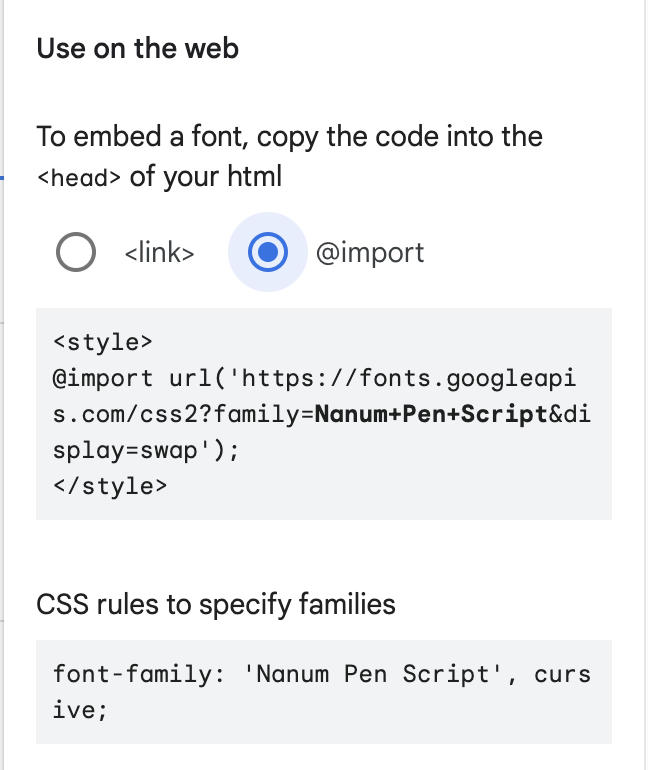 Use on the web
To embed a font, copy the code into the
<head> of your html
<link>
@import
<style>
@import url('https://fonts.googleapi
s.com/css2?family=Nanum+Pen+Script&di
splay=swap');
</style>
CSS rules to specify families
font-family: 'Nanum Pen Script', curs
ive;